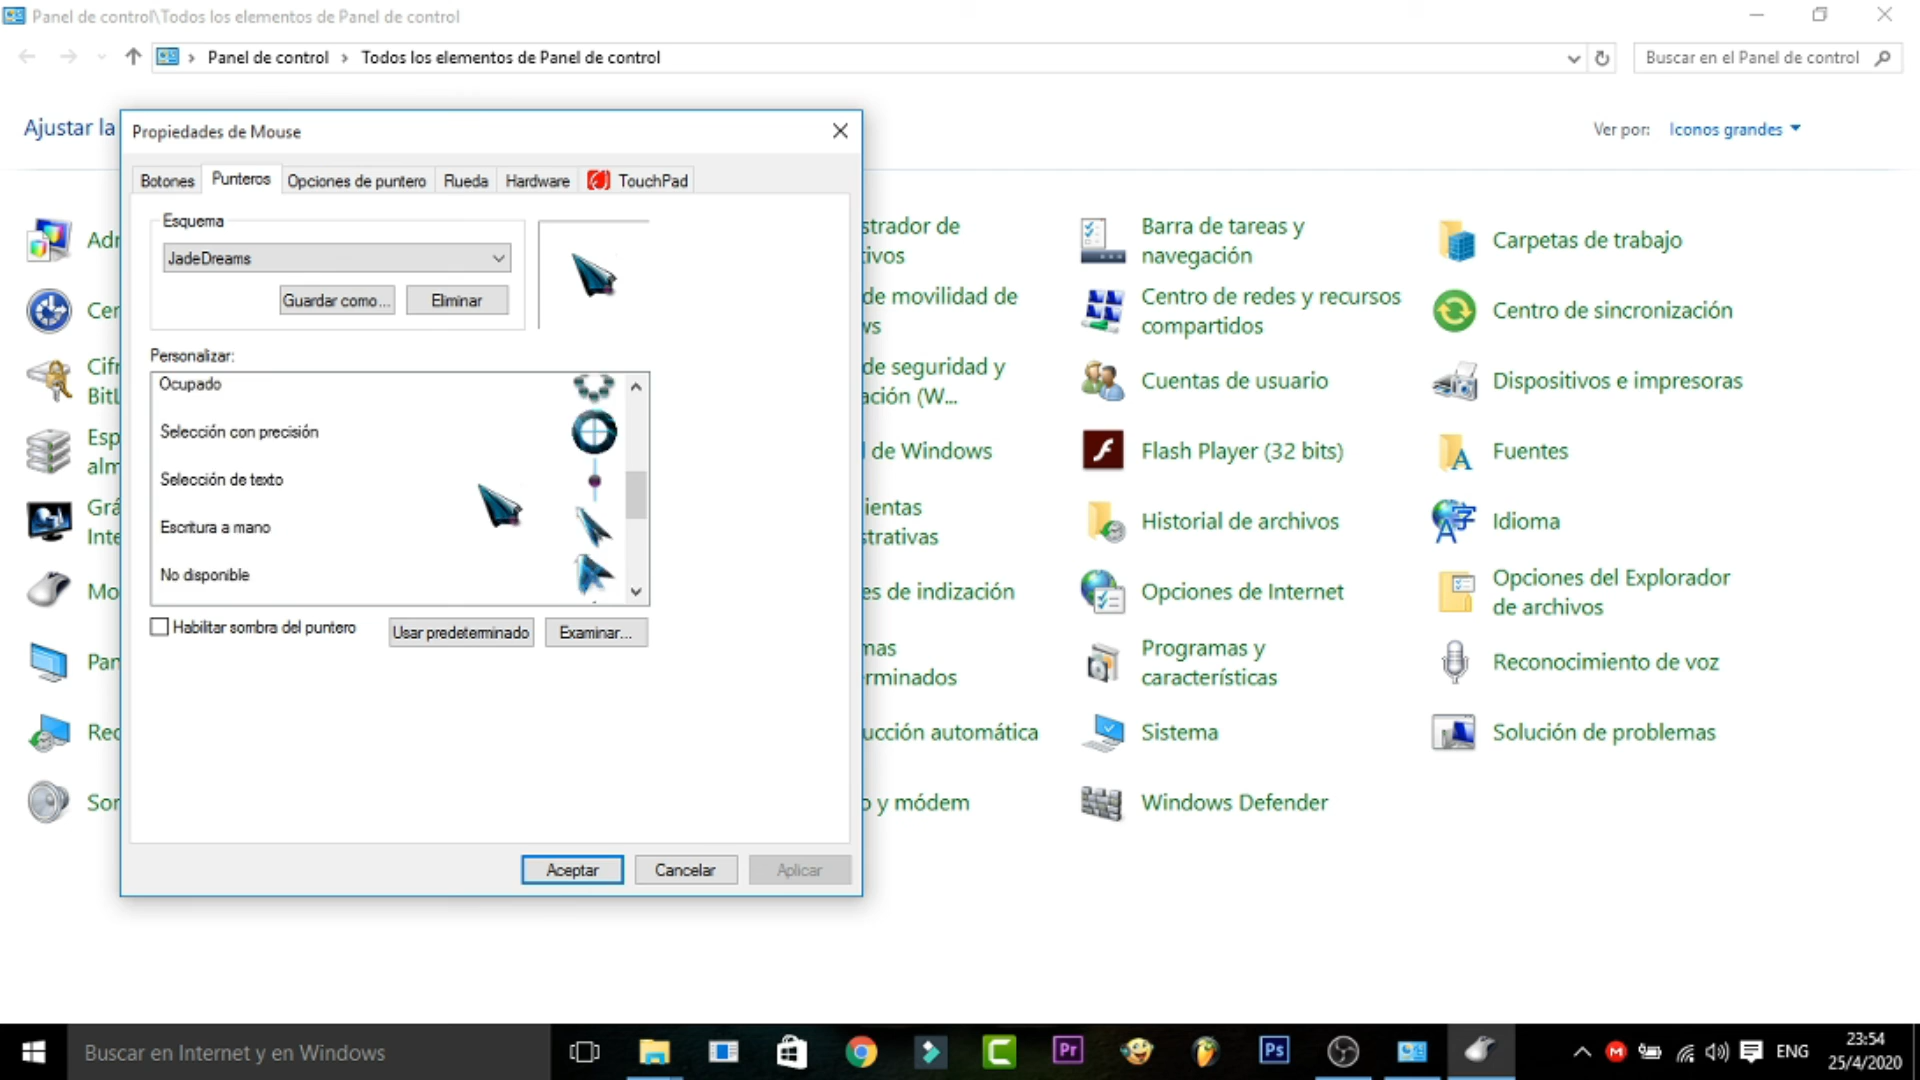 Panel de control\Todos los elementos de Panel de control
Panel de control › Todos los elementos de Panel de control
Buscar en el Panel de control
Ajustar la
Ver por: Iconos grandes
Propiedades de Mouse
Botones Punteros Opciones de puntero Rueda Hardware TouchPad
Esquema
JadeDreams
Guardar como... Eliminar
Personalizar:
Ocupado
Selección con precisión
Selección de texto
Escritura a mano
No disponible
Habilitar sombra del puntero
Usar predeterminado Examinar...
Aceptar Cancelar Aplicar
Adr
Cer
Cifr
BitL
Esp
alm
Grá
Inte
Mo
Pan
Rec
Sor
strador de
tivos
de movilidad de
ws
de seguridad y
ación (W...
l de Windows
ientas
strativas
es de indización
mas
rminados
ucción automática
o y módem
Barra de tareas y
navegación
Centro de redes y recursos
compartidos
Cuentas de usuario
Flash Player (32 bits)
Historial de archivos
Opciones de Internet
Programas y
características
Sistema
Windows Defender
Carpetas de trabajo
Centro de sincronización
Dispositivos e impresoras
Fuentes
Idioma
Opciones del Explorador
de archivos
Reconocimiento de voz
Solución de problemas
Buscar en Internet y en Windows
Pr
Ps
ENG
23:54
25/4/2020